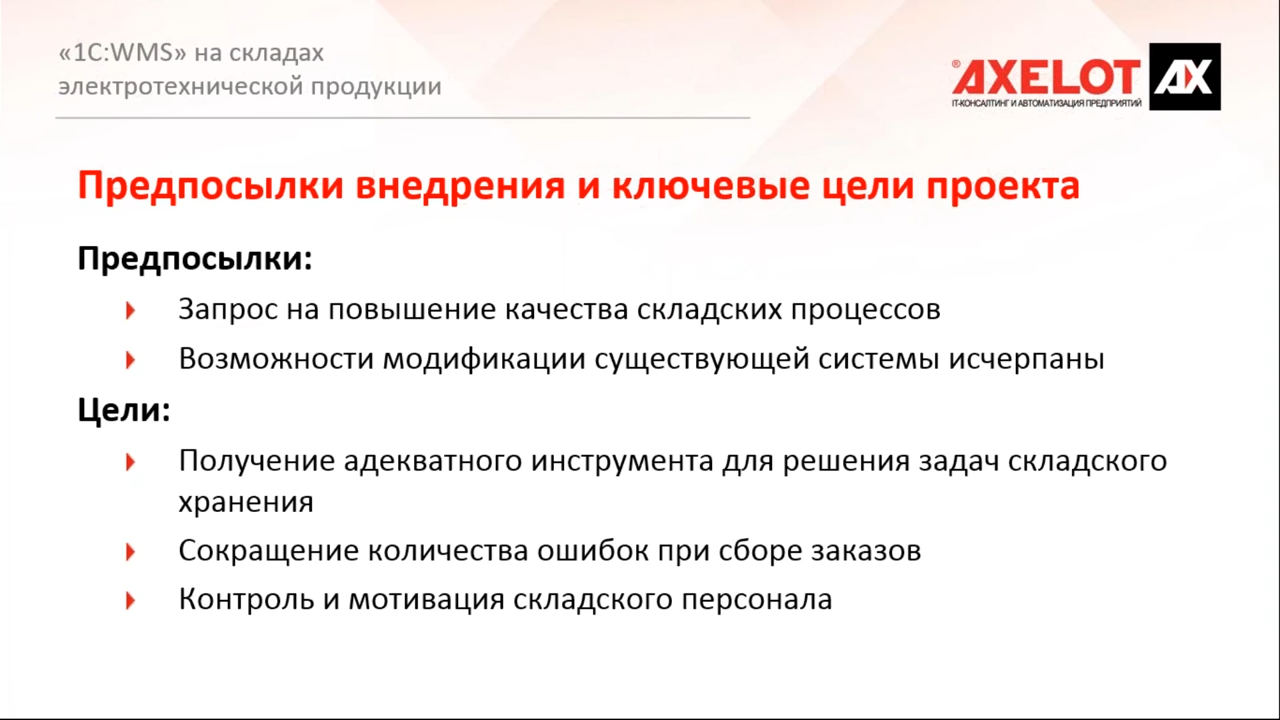 «1С:WMS» на складах
электротехнической продукции
® AXELOT AX
IT-КОНСАЛТИНГ И АВТОМАТИЗАЦИЯ ПРЕДПРИЯТИЙ
Предпосылки внедрения и ключевые цели проекта
Предпосылки:
Запрос на повышение качества складских процессов
Возможности модификации существующей системы исчерпаны
Цели:
Получение адекватного инструмента для решения задач складского
хранения
Сокращение количества ошибок при сборе заказов
Контроль и мотивация складского персонала